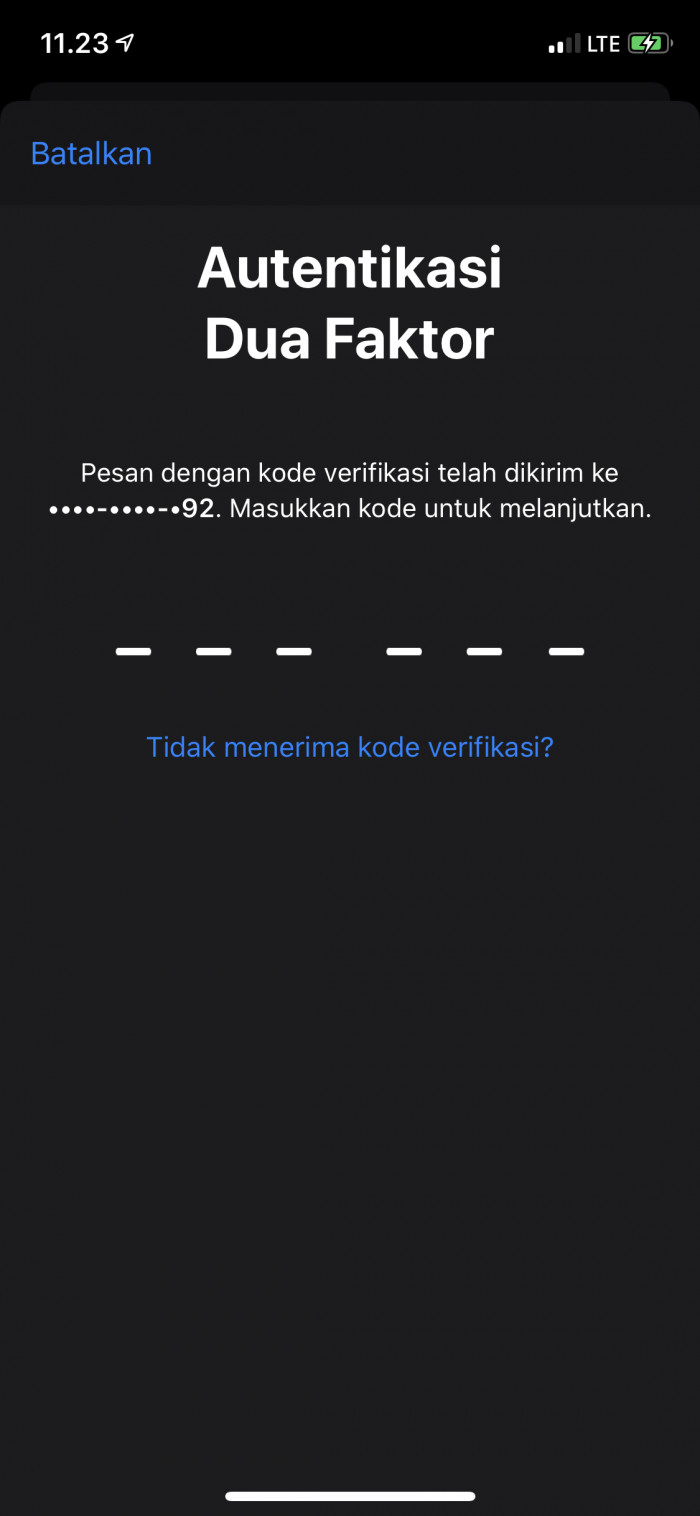 11.23 LTE
Batalkan
Autentikasi
Dua Faktor
Pesan dengan kode verifikasi telah dikirim ke
••••-••••-•92. Masukkan kode untuk melanjutkan.
Tidak menerima kode verifikasi?